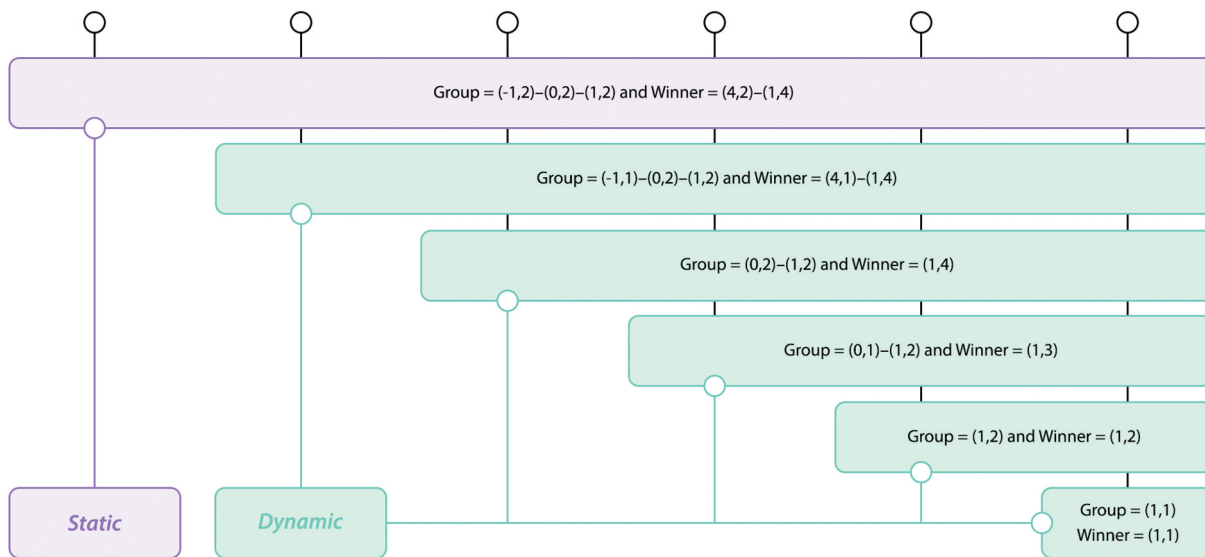 Group = (-1,2)–(0,2)–(1,2) and Winner = (4,2)–(1,4)
Group = (-1,1)–(0,2)–(1,2) and Winner = (4,1)–(1,4)
Group = (0,2)–(1,2) and Winner = (1,4)
Group = (0,1)–(1,2) and Winner = (1,3)
Group = (1,2) and Winner = (1,2)
Static
Dynamic
Group = (1,1)
Winner = (1,1)